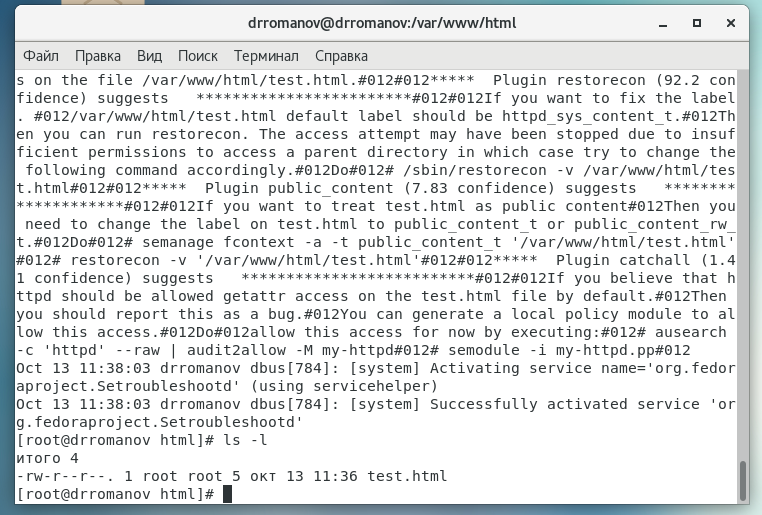 drromanov@drromanov:/var/www/html
Файл Правка Вид Поиск Терминал Справка
s on the file /var/www/html/test.html.#012#012*****  Plugin restorecon (92.2 con
fidence) suggests   ************************#012#012If you want to fix the label
. #012/var/www/html/test.html default label should be httpd_sys_content_t.#012Th
en you can run restorecon. The access attempt may have been stopped due to insuf
ficient permissions to access a parent directory in which case try to change the
 following command accordingly.#012Do#012# /sbin/restorecon -v /var/www/html/tes
t.html#012#012*****  Plugin public_content (7.83 confidence) suggests   ********
******************#012#012If you want to treat test.html as public content#012Then you
 need to change the label on test.html to public_content_t or public_content_rw_
t.#012Do#012# semanage fcontext -a -t public_content_t '/var/www/html/test.html'
#012# restorecon -v '/var/www/html/test.html'#012#012*****  Plugin catchall (1.4
1 confidence) suggests   **************************#012#012If you believe that h
ttpd should be allowed getattr access on the test.html file by default.#012Then 
you should report this as a bug.#012You can generate a local policy module to al
low this access.#012Do#012allow this access for now by executing:#012# ausearch 
-c 'httpd' --raw | audit2allow -M my-httpd#012# semodule -i my-httpd.pp#012
Oct 13 11:38:03 drromanov dbus[784]: [system] Activating service name='org.fedor
aproject.Setroubleshootd' (using servicehelper)
Oct 13 11:38:03 drromanov dbus[784]: [system] Successfully activated service 'or
g.fedoraproject.Setroubleshootd'
[root@drromanov html]# ls -l
итого 4
-rw-r--r--. 1 root root 5 окт 13 11:36 test.html
[root@drromanov html]#